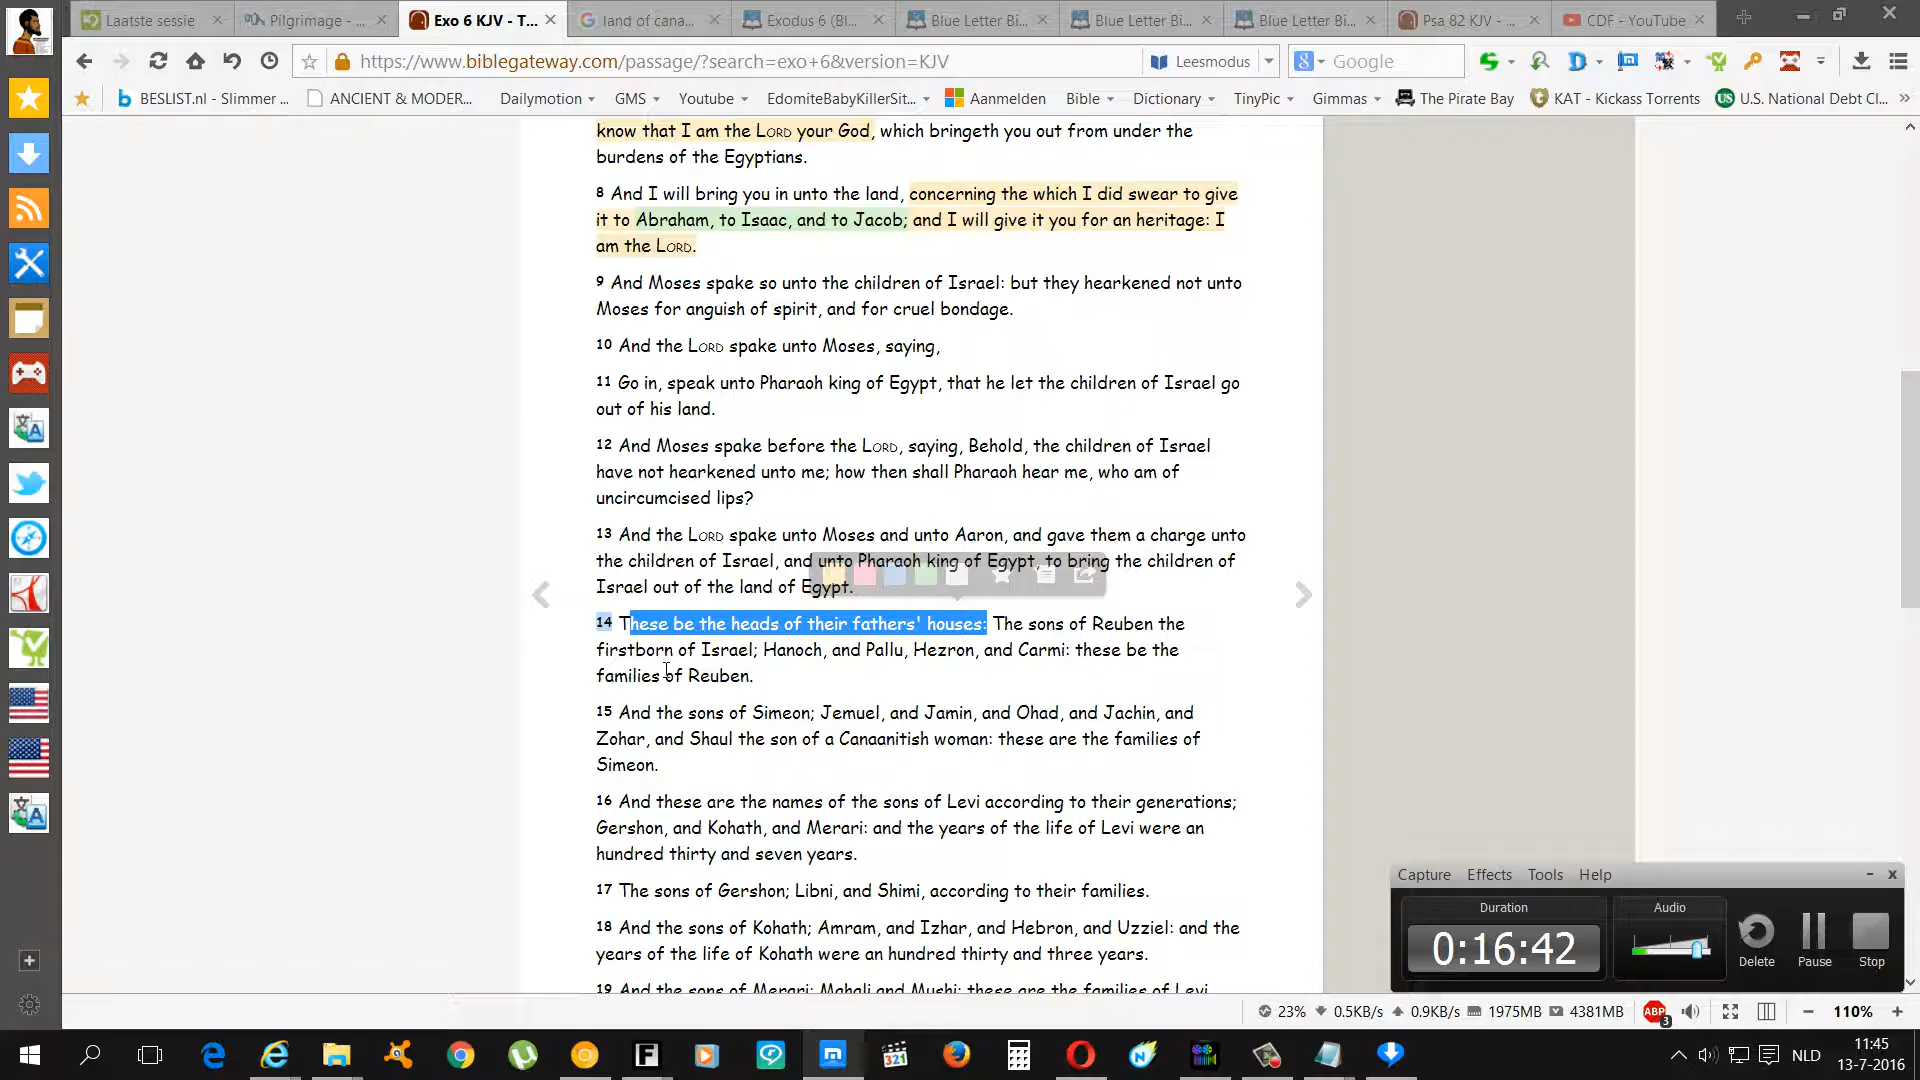 Laatste sessie
Pilgrimage - ...
Exo 6 KJV - T...
land of cana...
Exodus 6 (Bl...
Blue Letter Bi...
Blue Letter Bi...
Blue Letter Bi...
Psa 82 KJV - ...
CDF - YouTube
https://www.biblegateway.com/passage/?search=exo+6&version=KJV
Leesmodus
Google
BESLIST.nl - Slimmer ...
ANCIENT & MODER...
Dailymotion
GMS
Youtube
EdomiteBabyKillerSit...
Aanmelden
Bible
Dictionary
TinyPic
Gimmas
The Pirate Bay
KAT - Kickass Torrents
U.S. National Debt Cl...
know that I am the LORD your God, which bringeth you out from under the
burdens of the Egyptians.
8 And I will bring you in unto the land, concerning the which I did swear to give
it to Abraham, to Isaac, and to Jacob; and I will give it you for an heritage: I
am the LORD.
9 And Moses spake so unto the children of Israel: but they hearkened not unto
Moses for anguish of spirit, and for cruel bondage.
10 And the LORD spake unto Moses, saying,
11 Go in, speak unto Pharaoh king of Egypt, that he let the children of Israel go
out of his land.
12 And Moses spake before the LORD, saying, Behold, the children of Israel
have not hearkened unto me; how then shall Pharaoh hear me, who am of
uncircumcised lips?
13 And the LORD spake unto Moses and unto Aaron, and gave them a charge unto
the children of Israel, and unto Pharaoh king of Egypt, to bring the children of
Israel out of the land of Egypt.
14 These be the heads of their fathers' houses: The sons of Reuben the
firstborn of Israel; Hanoch, and Pallu, Hezron, and Carmi: these be the
families of Reuben.
15 And the sons of Simeon; Jemuel, and Jamin, and Ohad, and Jachin, and
Zohar, and Shaul the son of a Canaanitish woman: these are the families of
Simeon.
16 And these are the names of the sons of Levi according to their generations;
Gershon, and Kohath, and Merari: and the years of the life of Levi were an
hundred thirty and seven years.
17 The sons of Gershon; Libni, and Shimi, according to their families.
18 And the sons of Kohath; Amram, and Izhar, and Hebron, and Uzziel: and the
years of the life of Kohath were an hundred thirty and three years.
19 And the sons of Merari; Mahali and Mushi: these are the families of Levi
Capture Effects Tools Help
Duration
Audio
0:16:42
Delete
Pause
Stop
23%
0.5KB/s
0.9KB/s
1975MB
4381MB
ABP
3
110%
321
NLD
11:45
13-7-2016